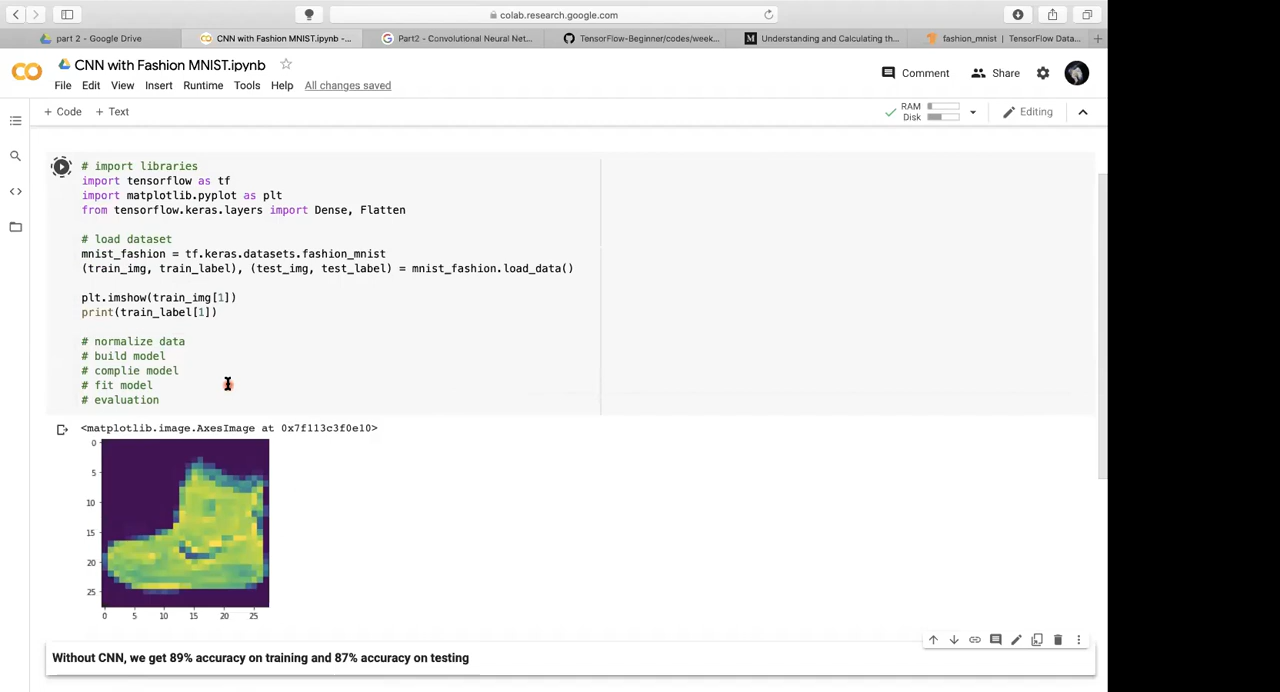 colab.research.google.com
part 2 - Google Drive
CNN with Fashion MNIST.ipynb -...
Part2 - Convolutional Neural Net...
TensorFlow-Beginner/codes/week...
Understanding and Calculating th...
fashion_mnist | TensorFlow Data...
CNN with Fashion MNIST.ipynb
Comment
Share
File Edit View Insert Runtime Tools Help All changes saved
+ Code + Text
RAM
Disk
Editing
# import libraries
import tensorflow as tf
import matplotlib.pyplot as plt
from tensorflow.keras.layers import Dense, Flatten
# load dataset
mnist_fashion = tf.keras.datasets.fashion_mnist
(train_img, train_label), (test_img, test_label) = mnist_fashion.load_data()
plt.imshow(train_img[1])
print(train_label[1])
# normalize data
# build model
# complie model
# fit model
# evaluation
<matplotlib.image.AxesImage at 0x7f113c3f0e10>
0
5
10
15
20
25
0 5 10 15 20 25
Without CNN, we get 89% accuracy on training and 87% accuracy on testing